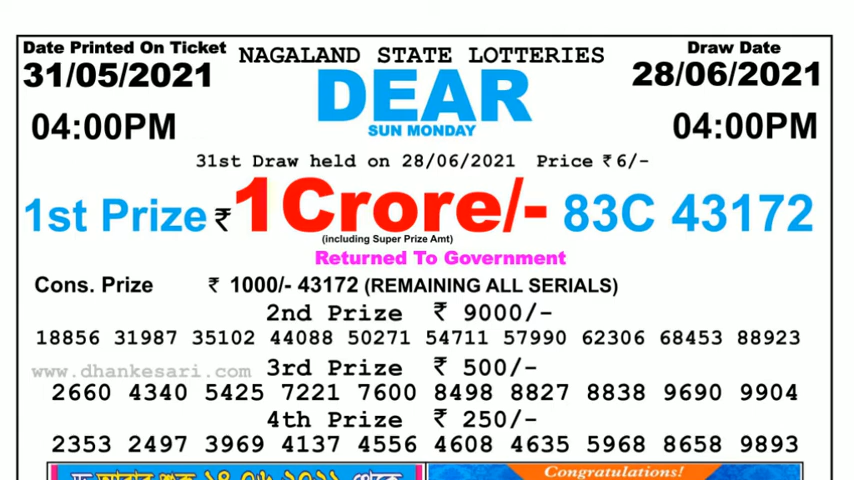 Date Printed On Ticket
NAGALAND STATE LOTTERIES
Draw Date
31/05/2021
DEAR
28/06/2021
04:00PM
SUN MONDAY
04:00PM
31st Draw held on 28/06/2021 Price ₹6/-
1st Prize ₹1Crore/- 83C 43172
(including Super Prize Amt)
Returned To Government
Cons. Prize ₹ 1000/- 43172 (REMAINING ALL SERIALS)
2nd Prize ₹ 9000/-
18856 31987 35102 44088 50271 54711 57990 62306 68453 88923
www.dhankesari.com
3rd Prize ₹ 500/-
2660 4340 5425 7221 7600 8498 8827 8838 9690 9904
4th Prize ₹ 250/-
2353 2497 3969 4137 4556 4608 4635 5968 8658 9893
Congratulations!